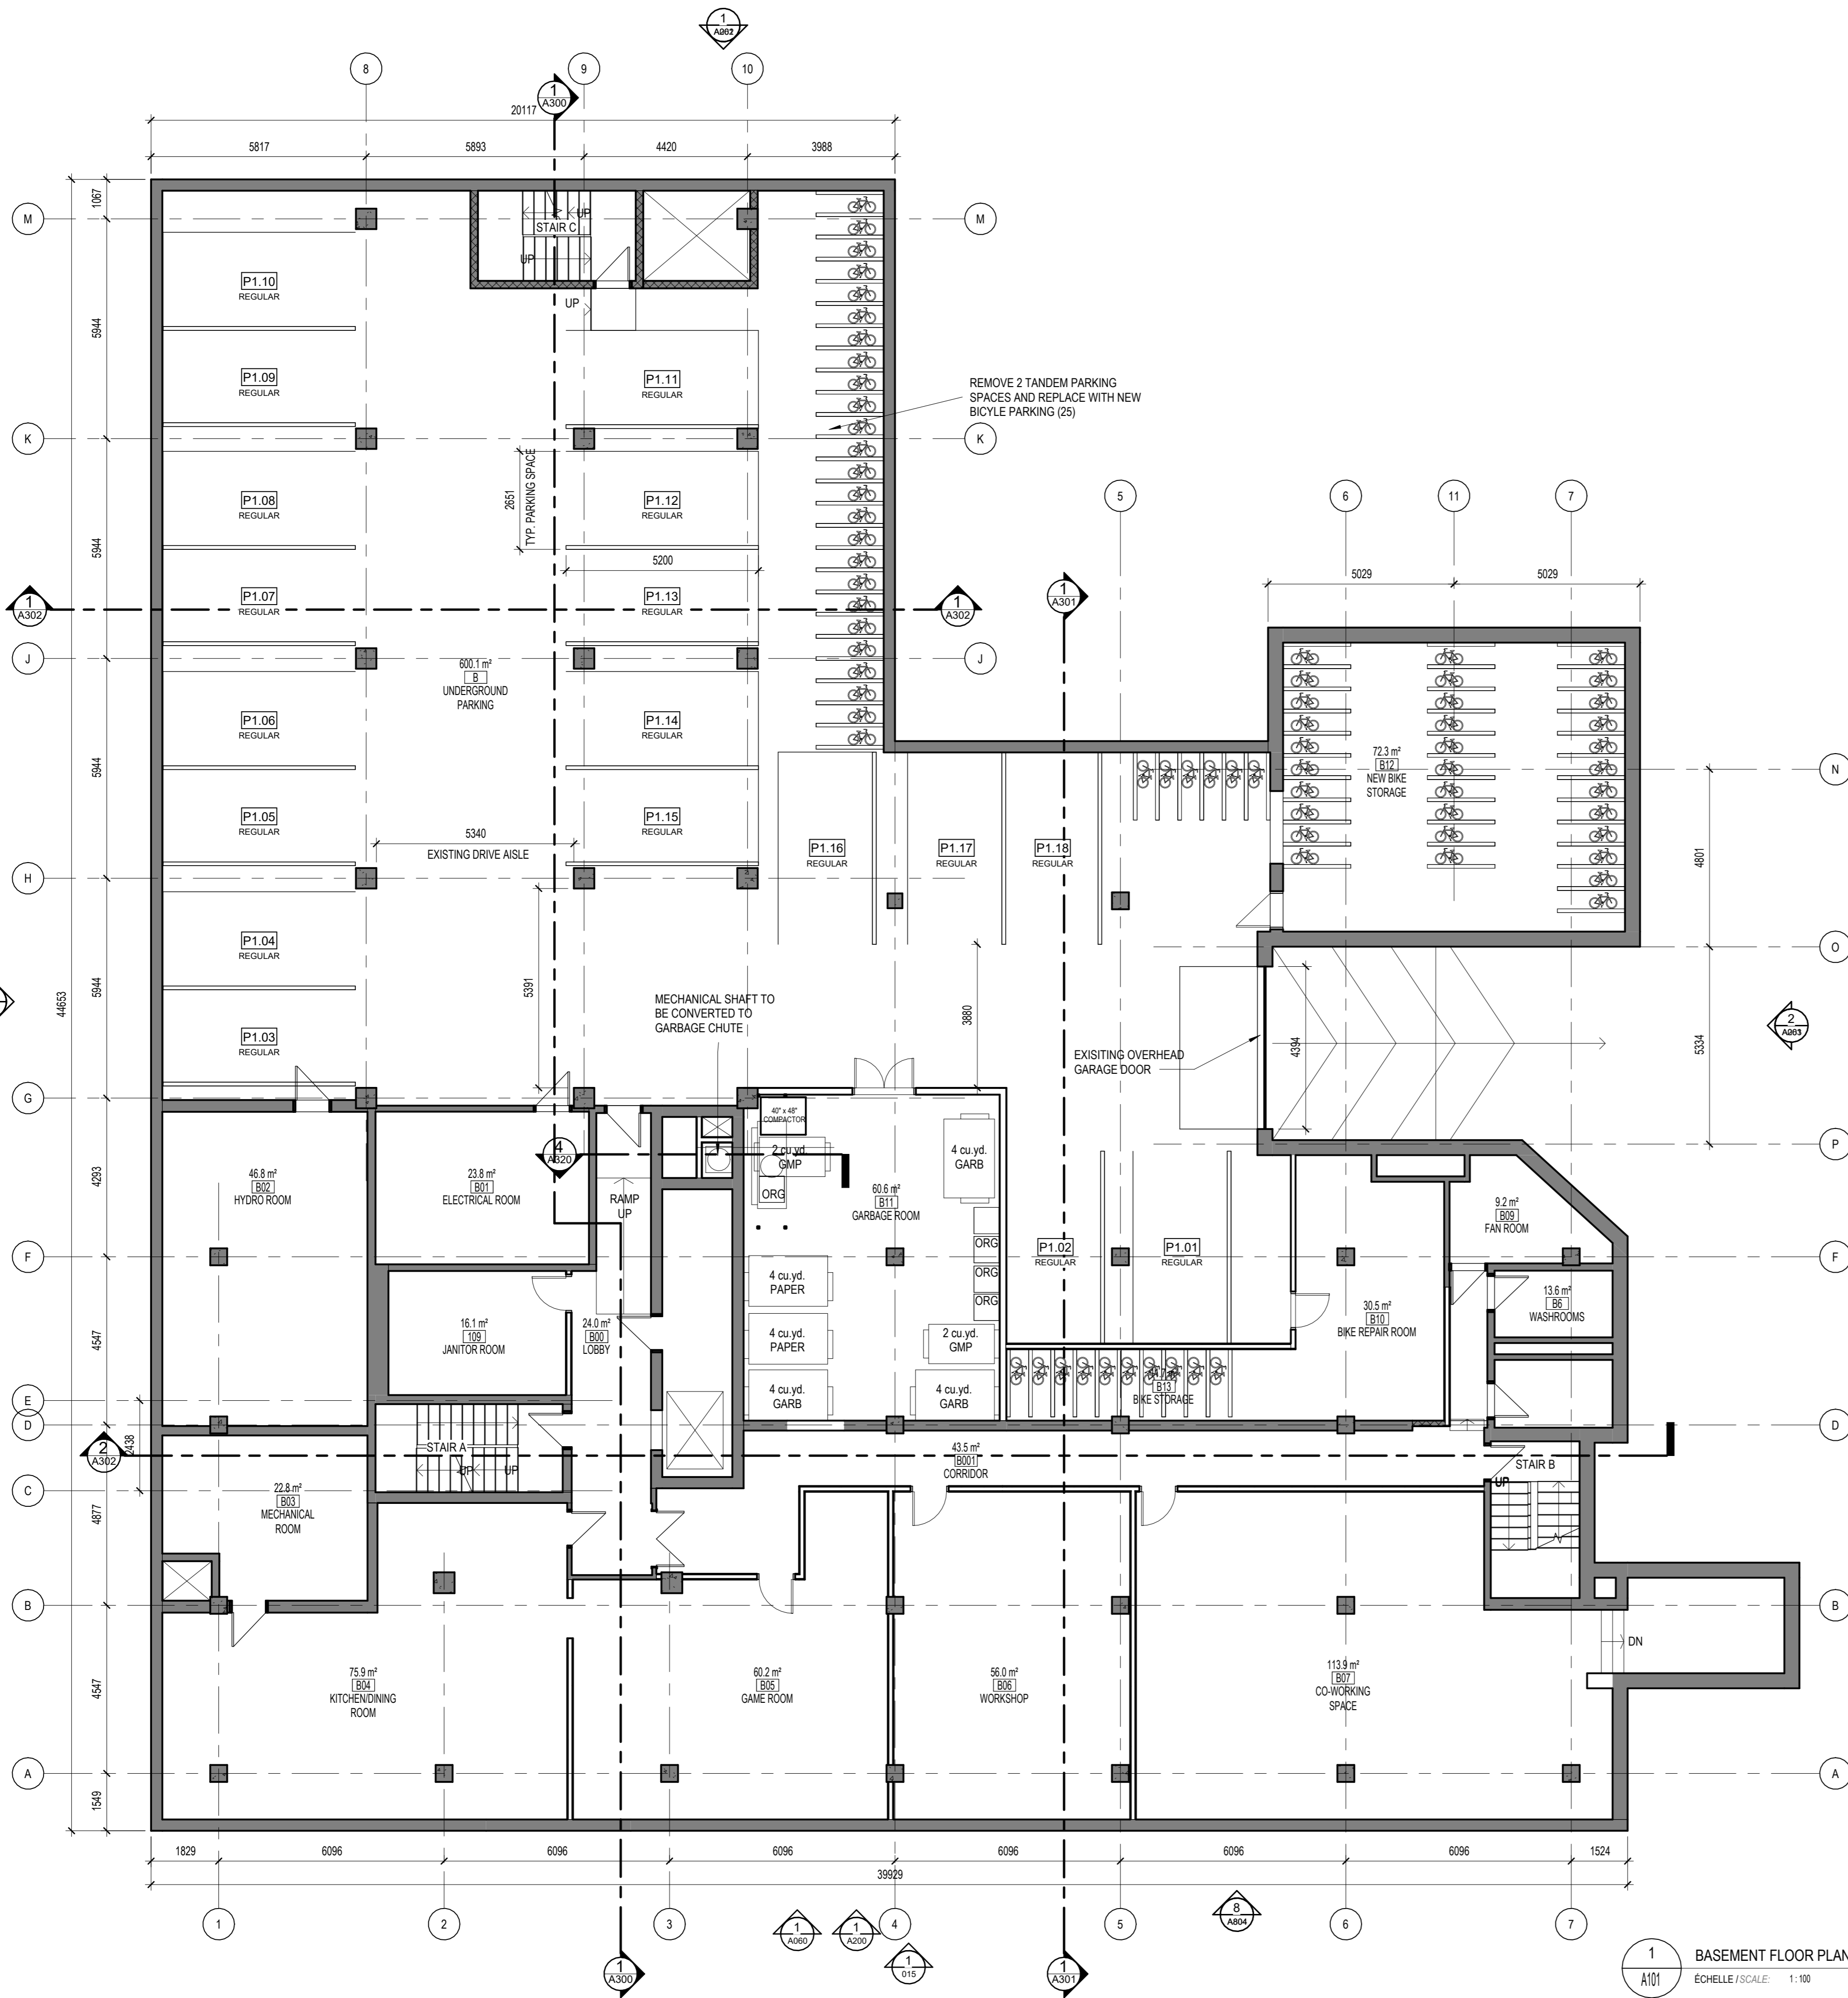 1
A202
8
9
10
1
A300
20117
5817
5893
4420
3988
1067
M
M
UP
STAIR C
UP
UP
P1.10
REGULAR
5944
P1.09
REGULAR
P1.11
REGULAR
REMOVE 2 TANDEM PARKING
SPACES AND REPLACE WITH NEW
BICYLE PARKING (25)
K
K
2651
TYP. PARKING SPACE
P1.08
REGULAR
P1.12
REGULAR
5
6
11
7
5944
5200
5029
5029
1
A302
P1.07
REGULAR
P1.13
REGULAR
1
A302
1
A301
J
J
600.1 m²
B
UNDERGROUND
PARKING
P1.06
REGULAR
P1.14
REGULAR
5944
72.3 m²
B12
NEW BIKE
STORAGE
N
P1.05
REGULAR
5340
EXISTING DRIVE AISLE
P1.15
REGULAR
P1.16
REGULAR
P1.17
REGULAR
P1.18
REGULAR
4801
H
P1.04
REGULAR
O
44653
5944
5391
MECHANICAL SHAFT TO
BE CONVERTED TO
GARBAGE CHUTE
3880
P1.03
REGULAR
EXISITING OVERHEAD
GARAGE DOOR
4394
5334
2
G
40" x 48"
COMPACTOR
2 cu.yd.
GMP
4 cu.yd.
GARB
P
4
A320
4293
46.8 m²
B02
HYDRO ROOM
23.8 m²
B01
ELECTRICAL ROOM
RAMP
UP
ORG
60.6 m²
B11
GARBAGE ROOM
9.2 m²
B09
FAN ROOM
F
ORG
P1.02
REGULAR
P1.01
REGULAR
F
4 cu.yd.
PAPER
ORG
ORG
13.6 m²
B6
WASHROOMS
4547
16.1 m²
109
JANITOR ROOM
24.0 m²
B00
LOBBY
4 cu.yd.
PAPER
2 cu.yd.
GMP
30.5 m²
B10
BIKE REPAIR ROOM
4 cu.yd.
GARB
4 cu.yd.
GARB
B13
BIKE STORAGE
E
D
D
2
A302
2438
STAIR A
UP
UP
43.5 m²
B001
CORRIDOR
STAIR B
UP
C
4877
22.8 m²
B03
MECHANICAL
ROOM
B
B
DN
4547
75.9 m²
B04
KITCHEN/DINING
ROOM
60.2 m²
B05
GAME ROOM
56.0 m²
B06
WORKSHOP
113.9 m²
B07
CO-WORKING
SPACE
A
A
1549
1829
6096
6096
6096
6096
6096
6096
1524
39929
1
2
3
1
A060
1
A200
4
1
015
5
8
A804
6
7
1
A300
1
A301
1
A101
BASEMENT FLOOR PLAN
ÉCHELLE / SCALE: 1 : 100